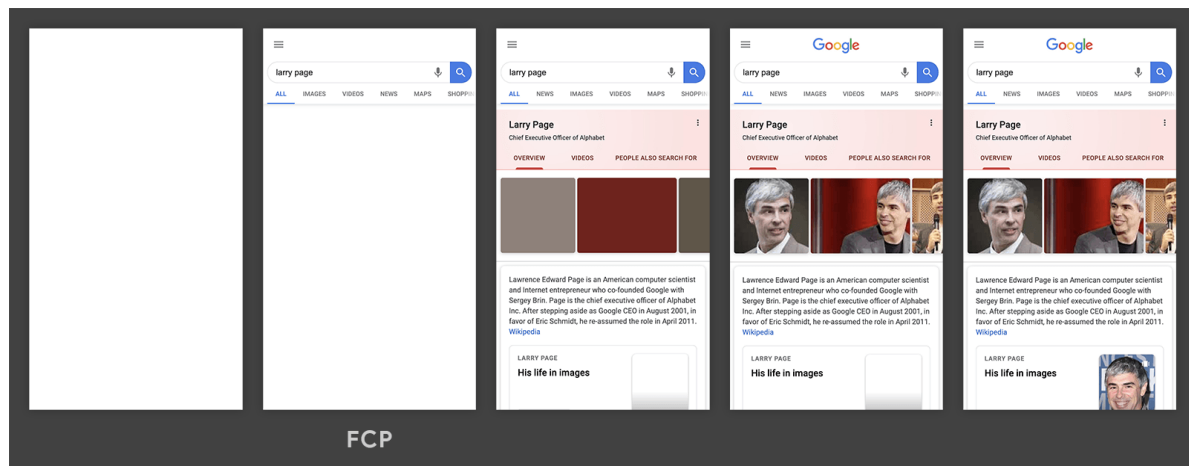 larry page
ALL IMAGES VIDEOS NEWS MAPS SHOPPIN
FCP
larry page
ALL NEWS IMAGES VIDEOS MAPS SHOPPIN
Larry Page
Chief Executive Officer of Alphabet
OVERVIEW VIDEOS PEOPLE ALSO SEARCH FOR
Lawrence Edward Page is an American computer scientist
and Internet entrepreneur who co-founded Google with
Sergey Brin. Page is the chief executive officer of Alphabet
Inc. After stepping aside as Google CEO in August 2001, in
favor of Eric Schmidt, he re-assumed the role in April 2011.
Wikipedia
LARRY PAGE
His life in images
Google
larry page
ALL NEWS IMAGES VIDEOS MAPS SHOPPIN
Larry Page
Chief Executive Officer of Alphabet
OVERVIEW VIDEOS PEOPLE ALSO SEARCH FOR
Lawrence Edward Page is an American computer scientist
and Internet entrepreneur who co-founded Google with
Sergey Brin. Page is the chief executive officer of Alphabet
Inc. After stepping aside as Google CEO in August 2001, in
favor of Eric Schmidt, he re-assumed the role in April 2011.
Wikipedia
LARRY PAGE
His life in images
Google
larry page
ALL NEWS IMAGES VIDEOS MAPS SHOPPIN
Larry Page
Chief Executive Officer of Alphabet
OVERVIEW VIDEOS PEOPLE ALSO SEARCH FOR
Lawrence Edward Page is an American computer scientist
and Internet entrepreneur who co-founded Google with
Sergey Brin. Page is the chief executive officer of Alphabet
Inc. After stepping aside as Google CEO in August 2001, in
favor of Eric Schmidt, he re-assumed the role in April 2011.
Wikipedia
LARRY PAGE
His life in images